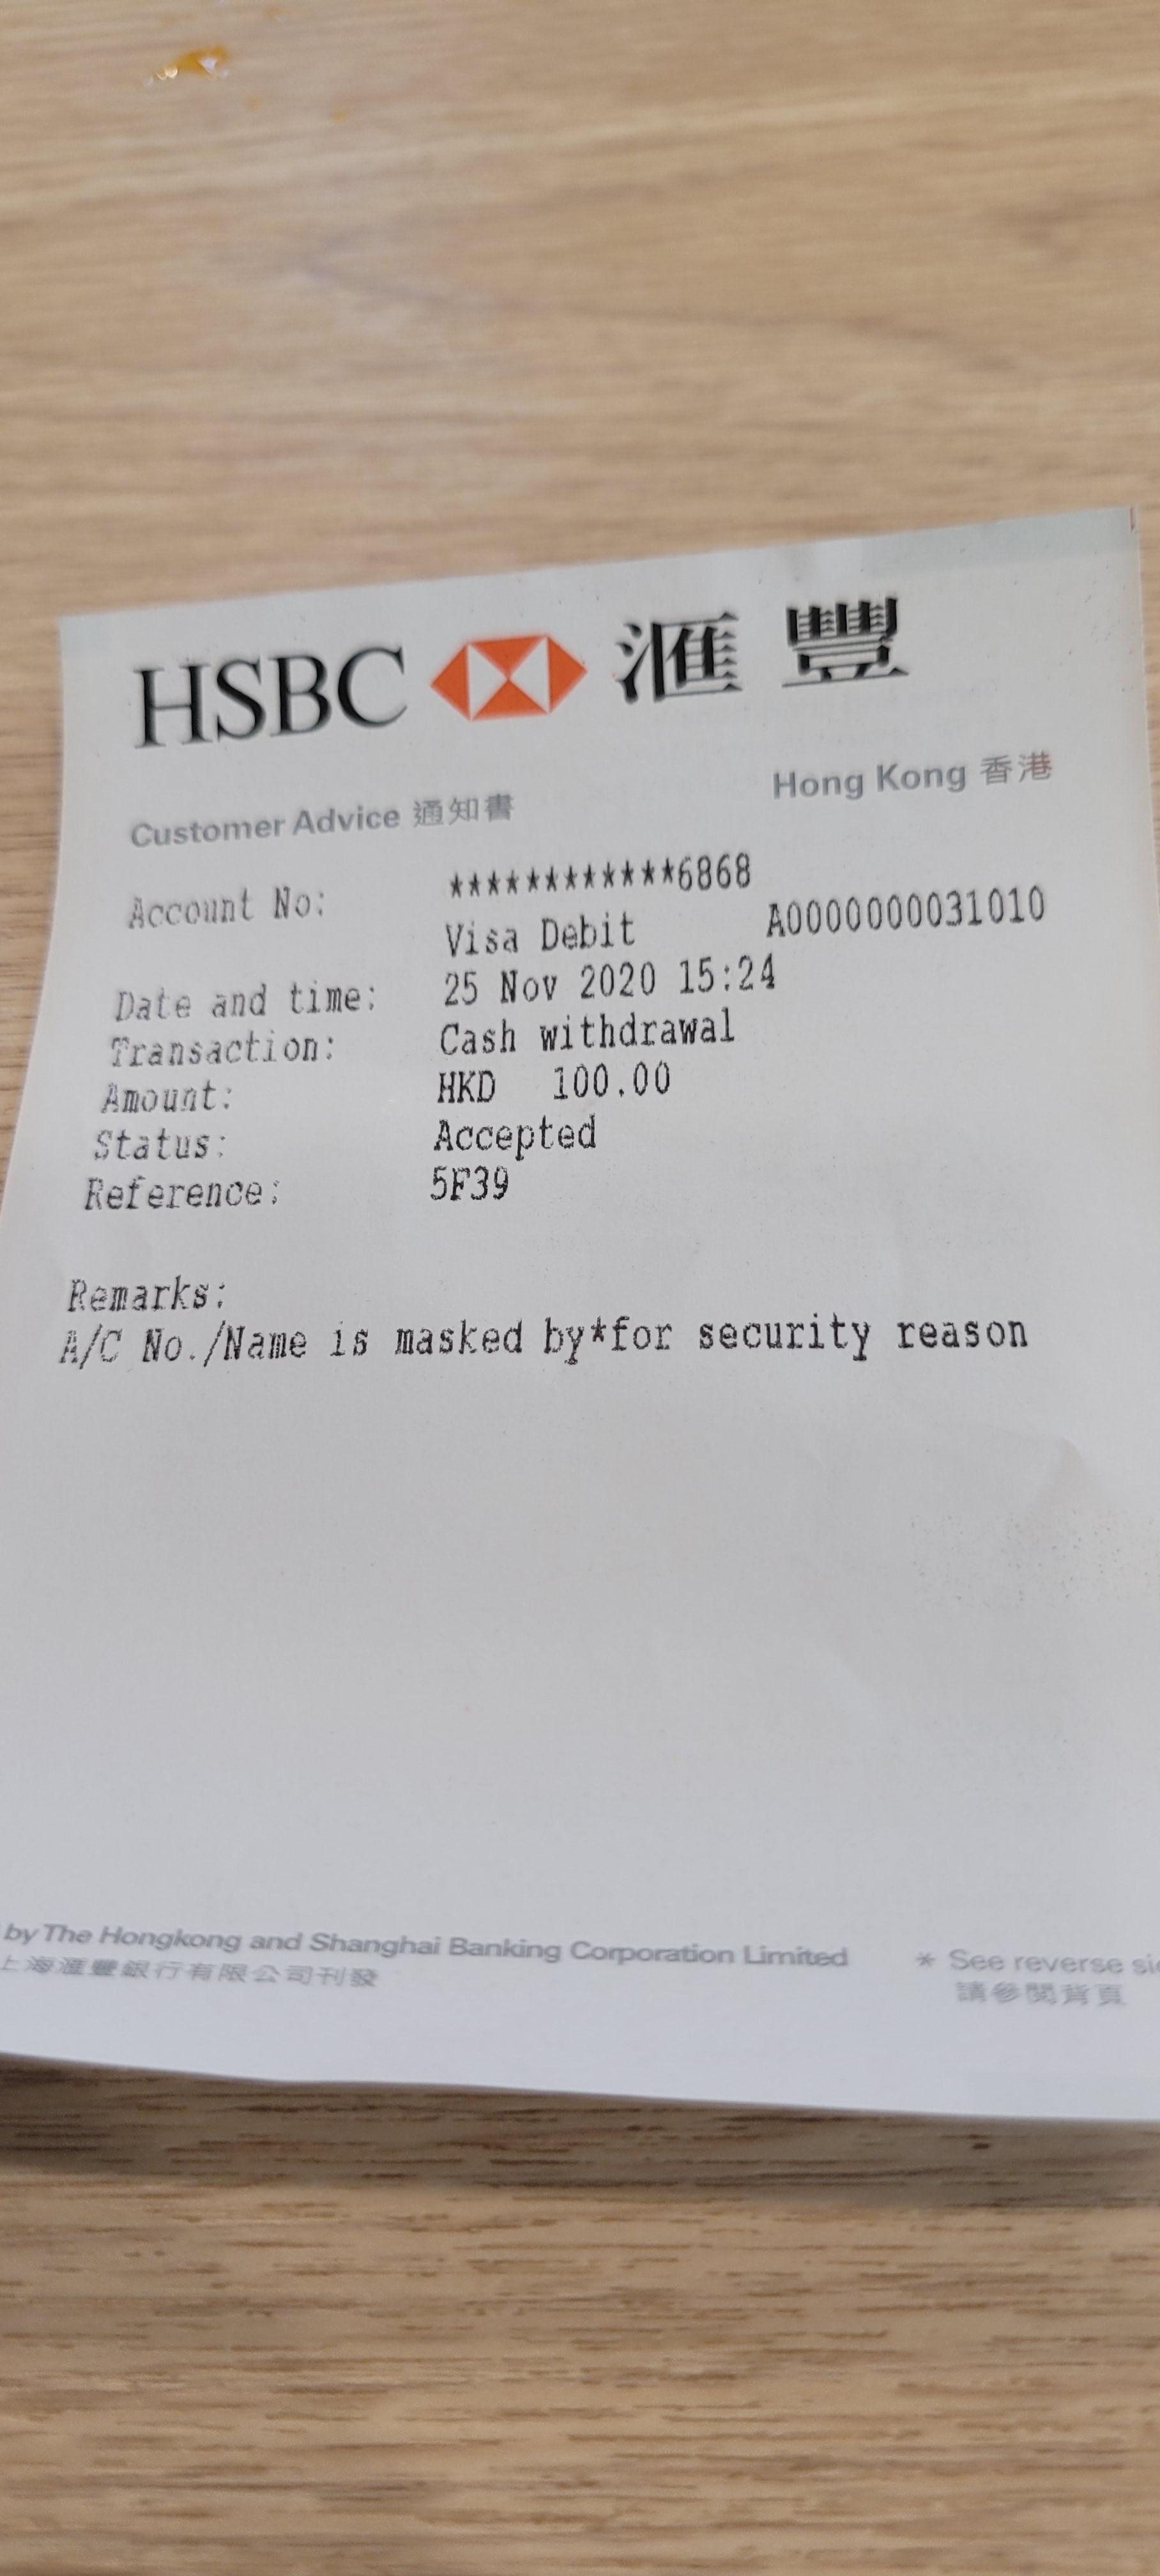 HSBC 滙豐
Hong Kong 香港
Customer Advice 通知書
Account No: ************6868
Visa Debit A0000000031010
Date and time: 25 Nov 2020 15:24
Transaction: Cash withdrawal
Amount: HKD 100.00
Status: Accepted
Reference: 5F39
Remarks:
A/C No./Name is masked by*for security reason
by The Hongkong and Shanghai Banking Corporation Limited * See reverse
上海滙豐銀行有限公司刊發 請參閱背頁